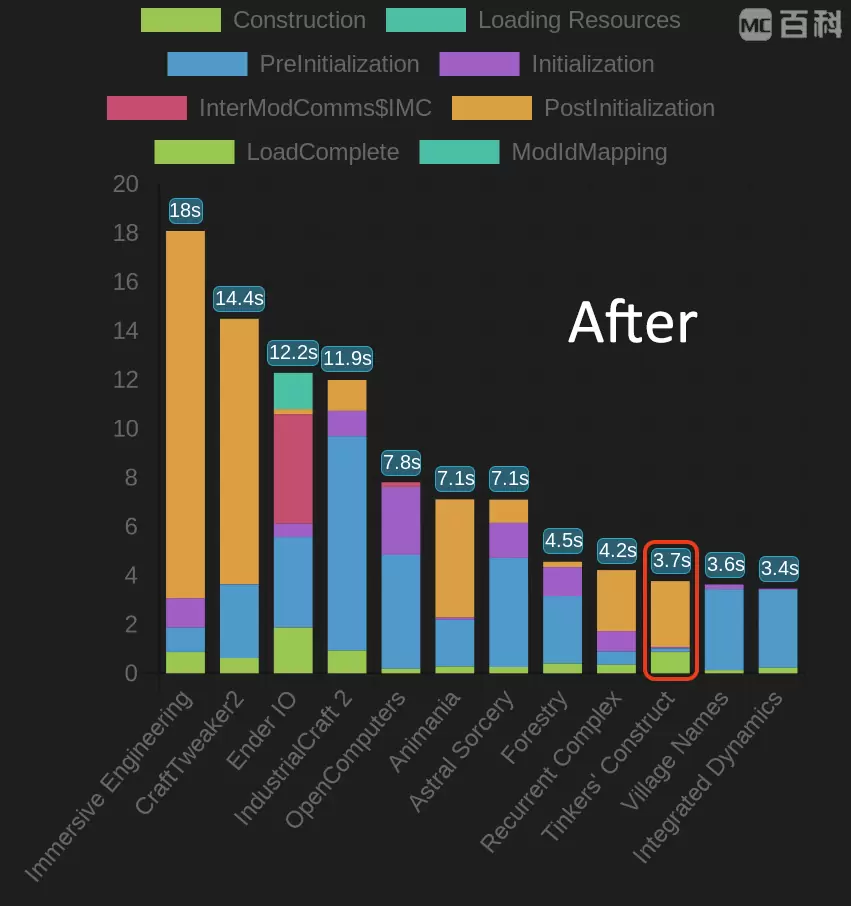 Construction Loading Resources
MC百科
PreInitialization Initialization
InterModComms$IMC PostInitialization
LoadComplete ModIdMapping
20
18
16
14
12
10
8
6
4
2
0
18s
14.4s
12.2s
11.9s
7.8s
7.1s
7.1s
4.5s
4.2s
3.7s
3.6s
3.4s
After
Immersive Engineering
CraftTweaker2
Ender IO
IndustrialCraft 2
OpenComputers
Animania
Astral Sorcery
Forestry
Recurrent Complex
Tinkers' Construct
Village Names
Integrated Dynamics